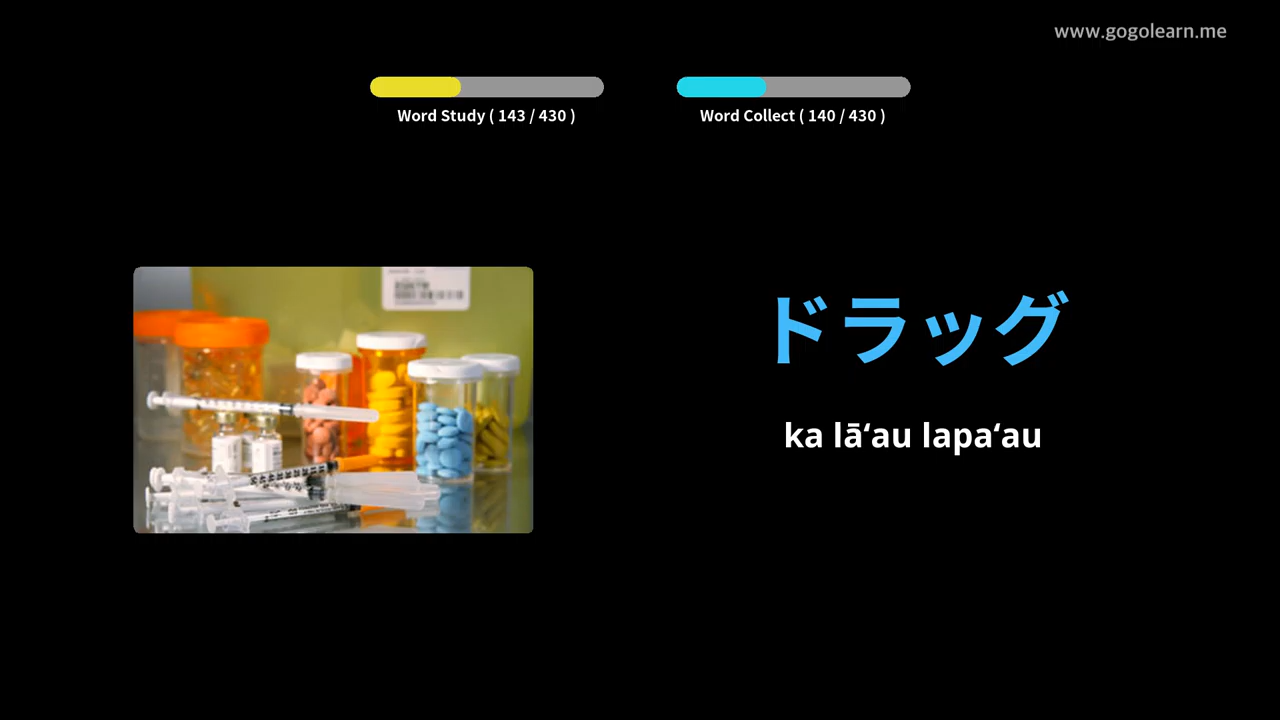 www.gogolearn.me
Word Study ( 143 / 430 )
Word Collect ( 140 / 430 )
ドラッグ
ka lāʻau lapaʻau